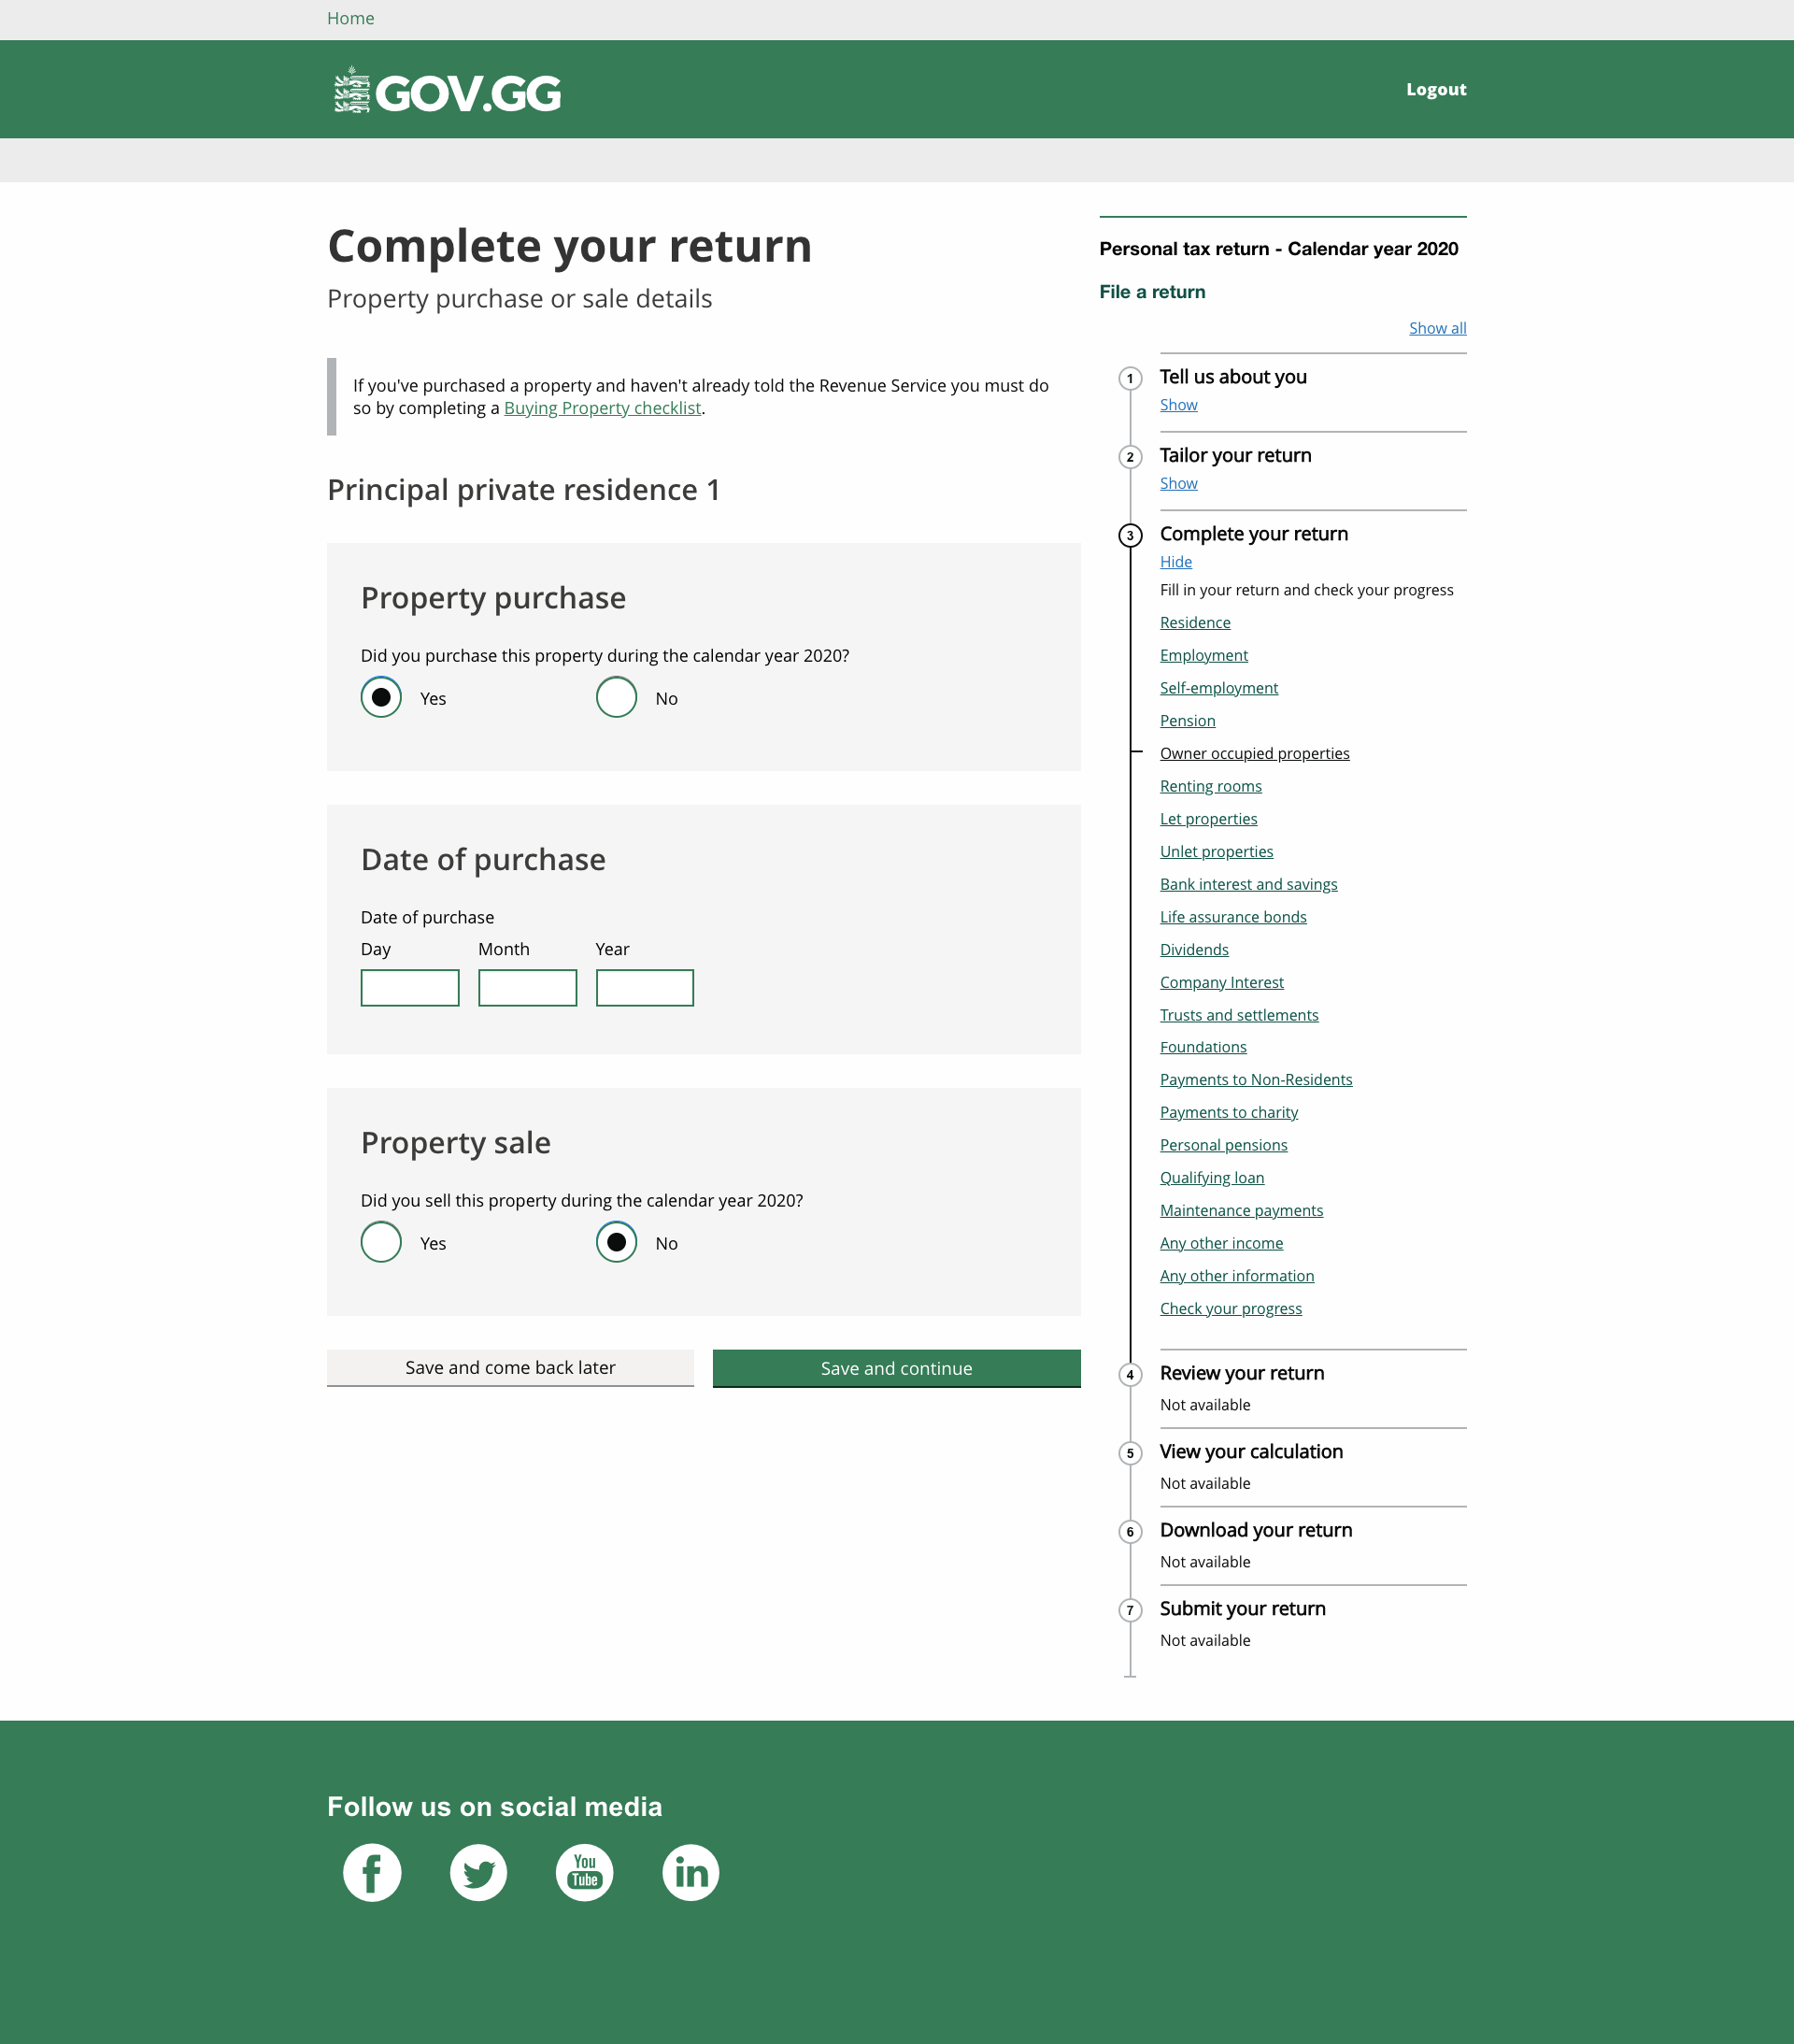 Home
GOV.GG
Logout
Complete your return
Property purchase or sale details
If you've purchased a property and haven't already told the Revenue Service you must do
so by completing a Buying Property checklist.
Principal private residence 1
Property purchase
Did you purchase this property during the calendar year 2020?
Yes
No
Date of purchase
Date of purchase
Day
Month
Year
Property sale
Did you sell this property during the calendar year 2020?
Yes
No
Save and come back later
Save and continue
Personal tax return - Calendar year 2020
File a return
Show all
1
Tell us about you
Show
2
Tailor your return
Show
3
Complete your return
Hide
Fill in your return and check your progress
Residence
Employment
Self-employment
Pension
Owner occupied properties
Renting rooms
Let properties
Unlet properties
Bank interest and savings
Life assurance bonds
Dividends
Company Interest
Trusts and settlements
Foundations
Payments to Non-Residents
Payments to charity
Personal pensions
Qualifying loan
Maintenance payments
Any other income
Any other information
Check your progress
4
Review your return
Not available
5
View your calculation
Not available
6
Download your return
Not available
7
Submit your return
Not available
Follow us on social media
f
You
Tube
in